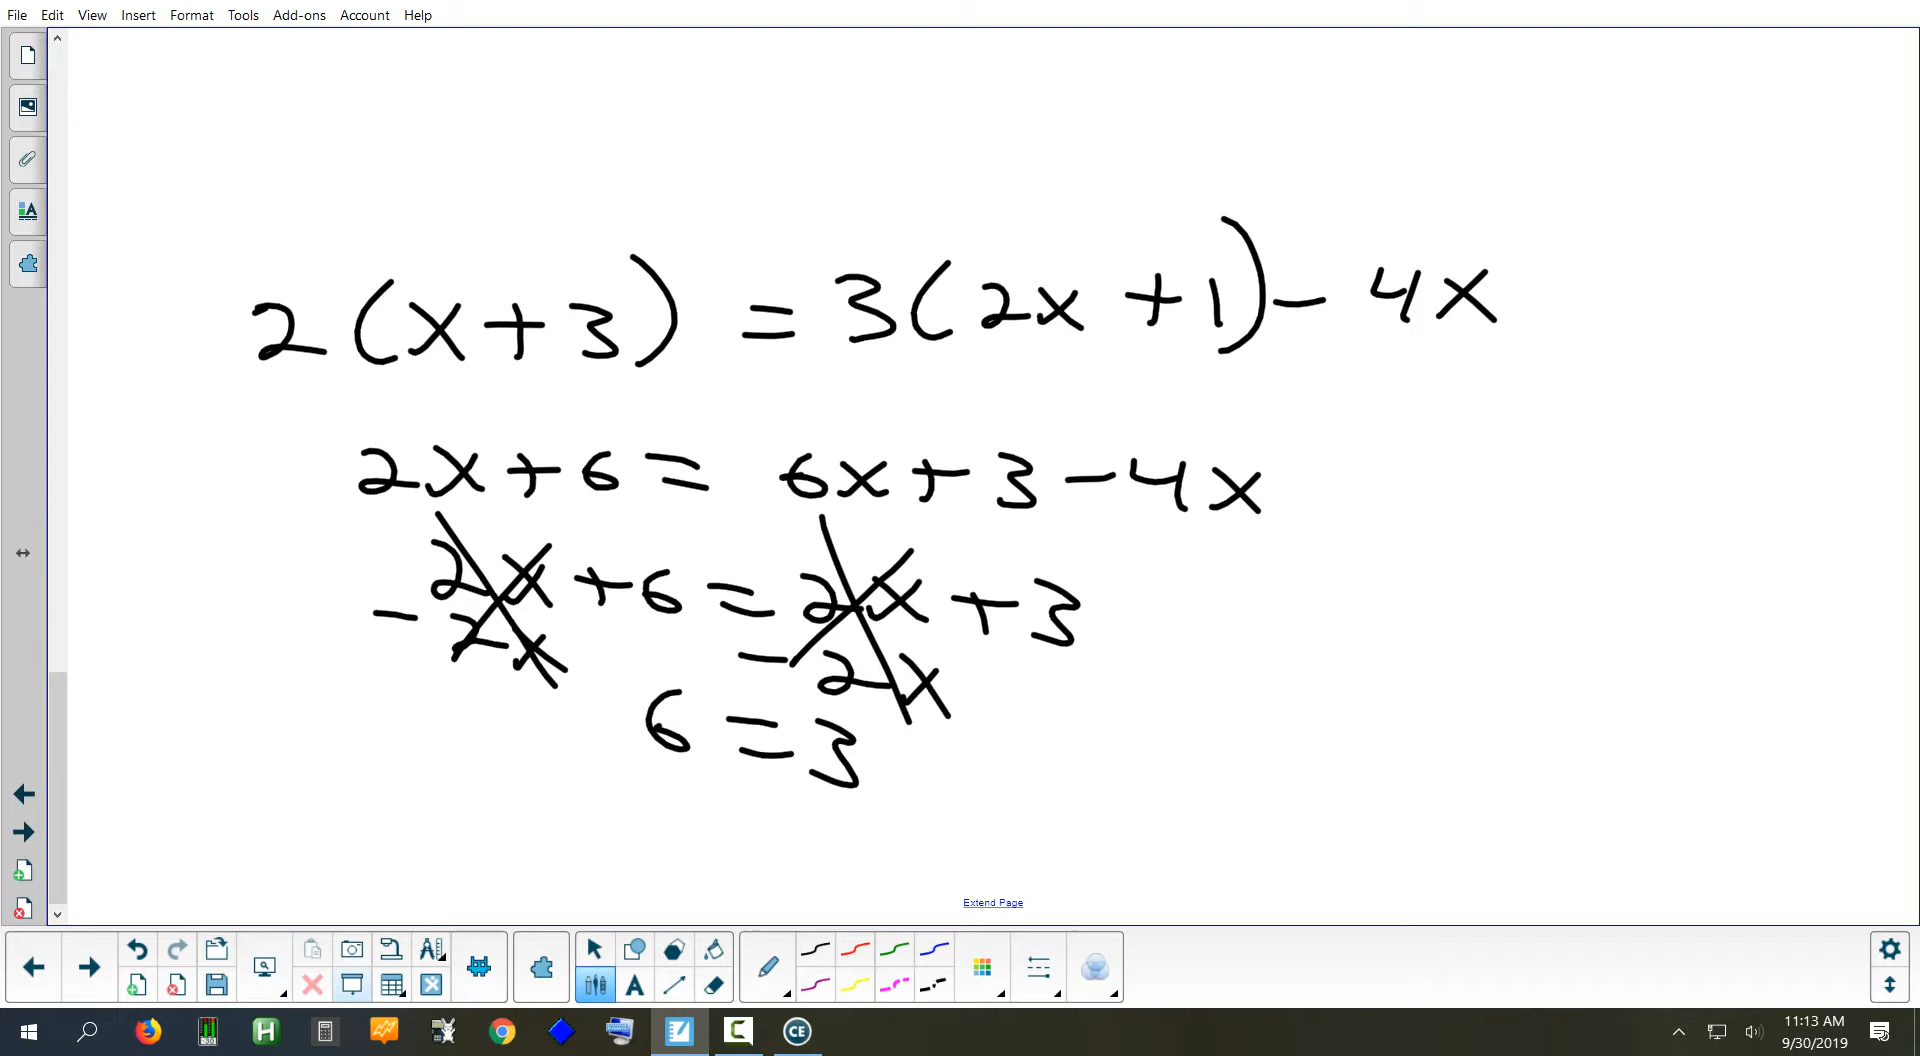 File Edit View Insert Format Tools Add-ons Account Help
2(x+3) = 3(2x+1)-4x
2x+6= 6x+3-4x
2x+6=2x+3
-2x -2x
6=3
Extend Page
A
A
H
CE
11:13 AM
9/30/2019